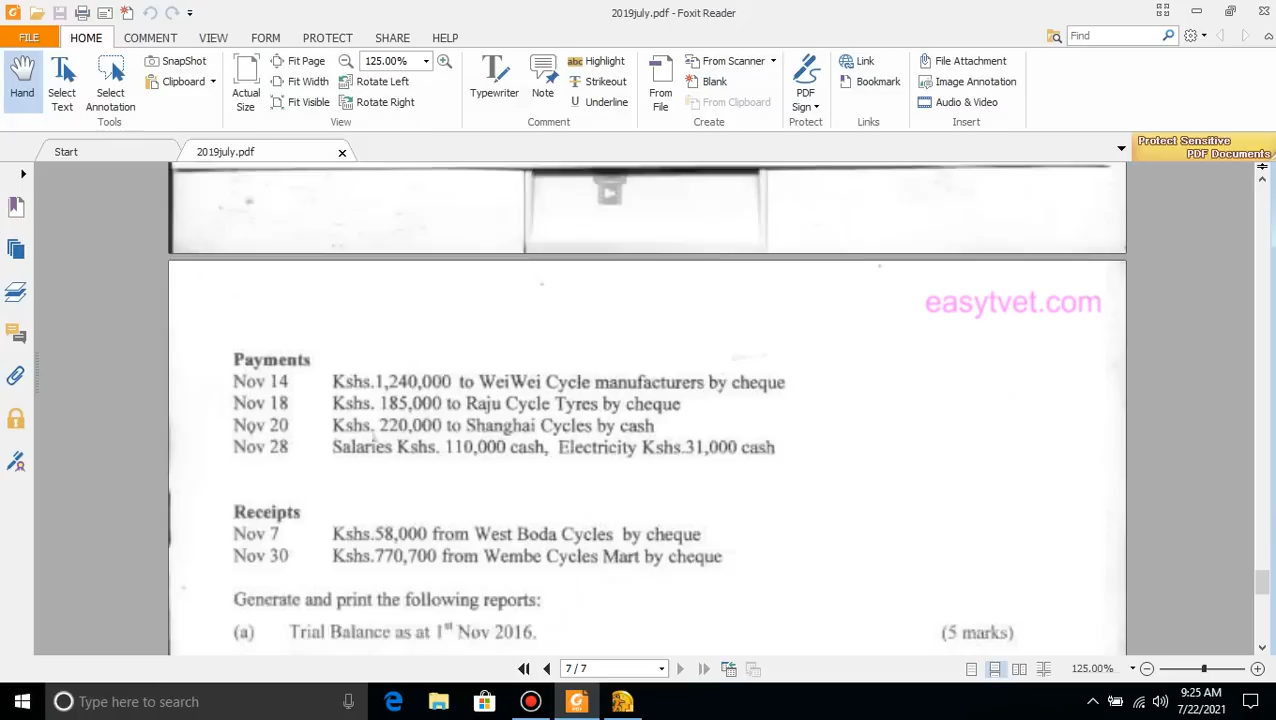 2019july.pdf - Foxit Reader
FILE HOME COMMENT VIEW FORM PROTECT SHARE HELP Find
Hand
Select Text
Select Annotation
SnapShot
Clipboard
Tools
Actual Size
Fit Page
Fit Width
Fit Visible
125.00%
Rotate Left
Rotate Right
View
Typewriter
Note
abc Highlight
Strikeout
U Underline
Comment
From File
From Scanner
Blank
From Clipboard
Create
PDF Sign
Protect
Link
Bookmark
Links
File Attachment
Image Annotation
Audio & Video
Insert
Start 2019july.pdf
Protect Sensitive
PDF Documents
easytvet.com
Payments
Nov 14 Kshs.1,240,000 to WeiWei Cycle manufacturers by cheque
Nov 18 Kshs. 185,000 to Raju Cycle Tyres by cheque
Nov 20 Kshs. 220,000 to Shanghai Cycles by cash
Nov 28 Salaries Kshs. 110,000 cash, Electricity Kshs.31,000 cash
Receipts
Nov 7 Kshs.58,000 from West Boda Cycles by cheque
Nov 30 Kshs.770,700 from Wembe Cycles Mart by cheque
Generate and print the following reports:
(a) Trial Balance as at 1st Nov 2016. (5 marks)
7 / 7
125.00%
Type here to search
9:25 AM
7/22/2021